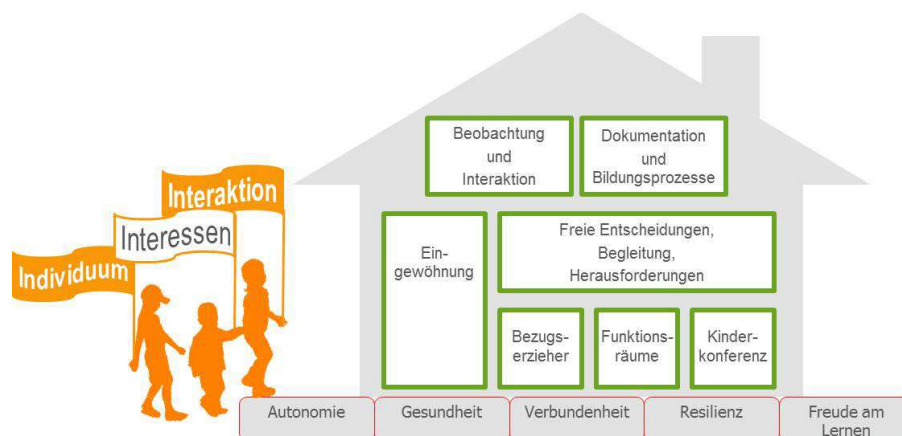 Interaktion
Interessen
Individuum
Beobachtung
und
Interaktion
Dokumentation
und
Bildungsprozesse
Ein-
gewöhnung
Freie Entscheidungen,
Begleitung,
Herausforderungen
Bezugs-
erzieher
Funktions-
räume
Kinder-
konferenz
Autonomie
Gesundheit
Verbundenheit
Resilienz
Freude am
Lernen